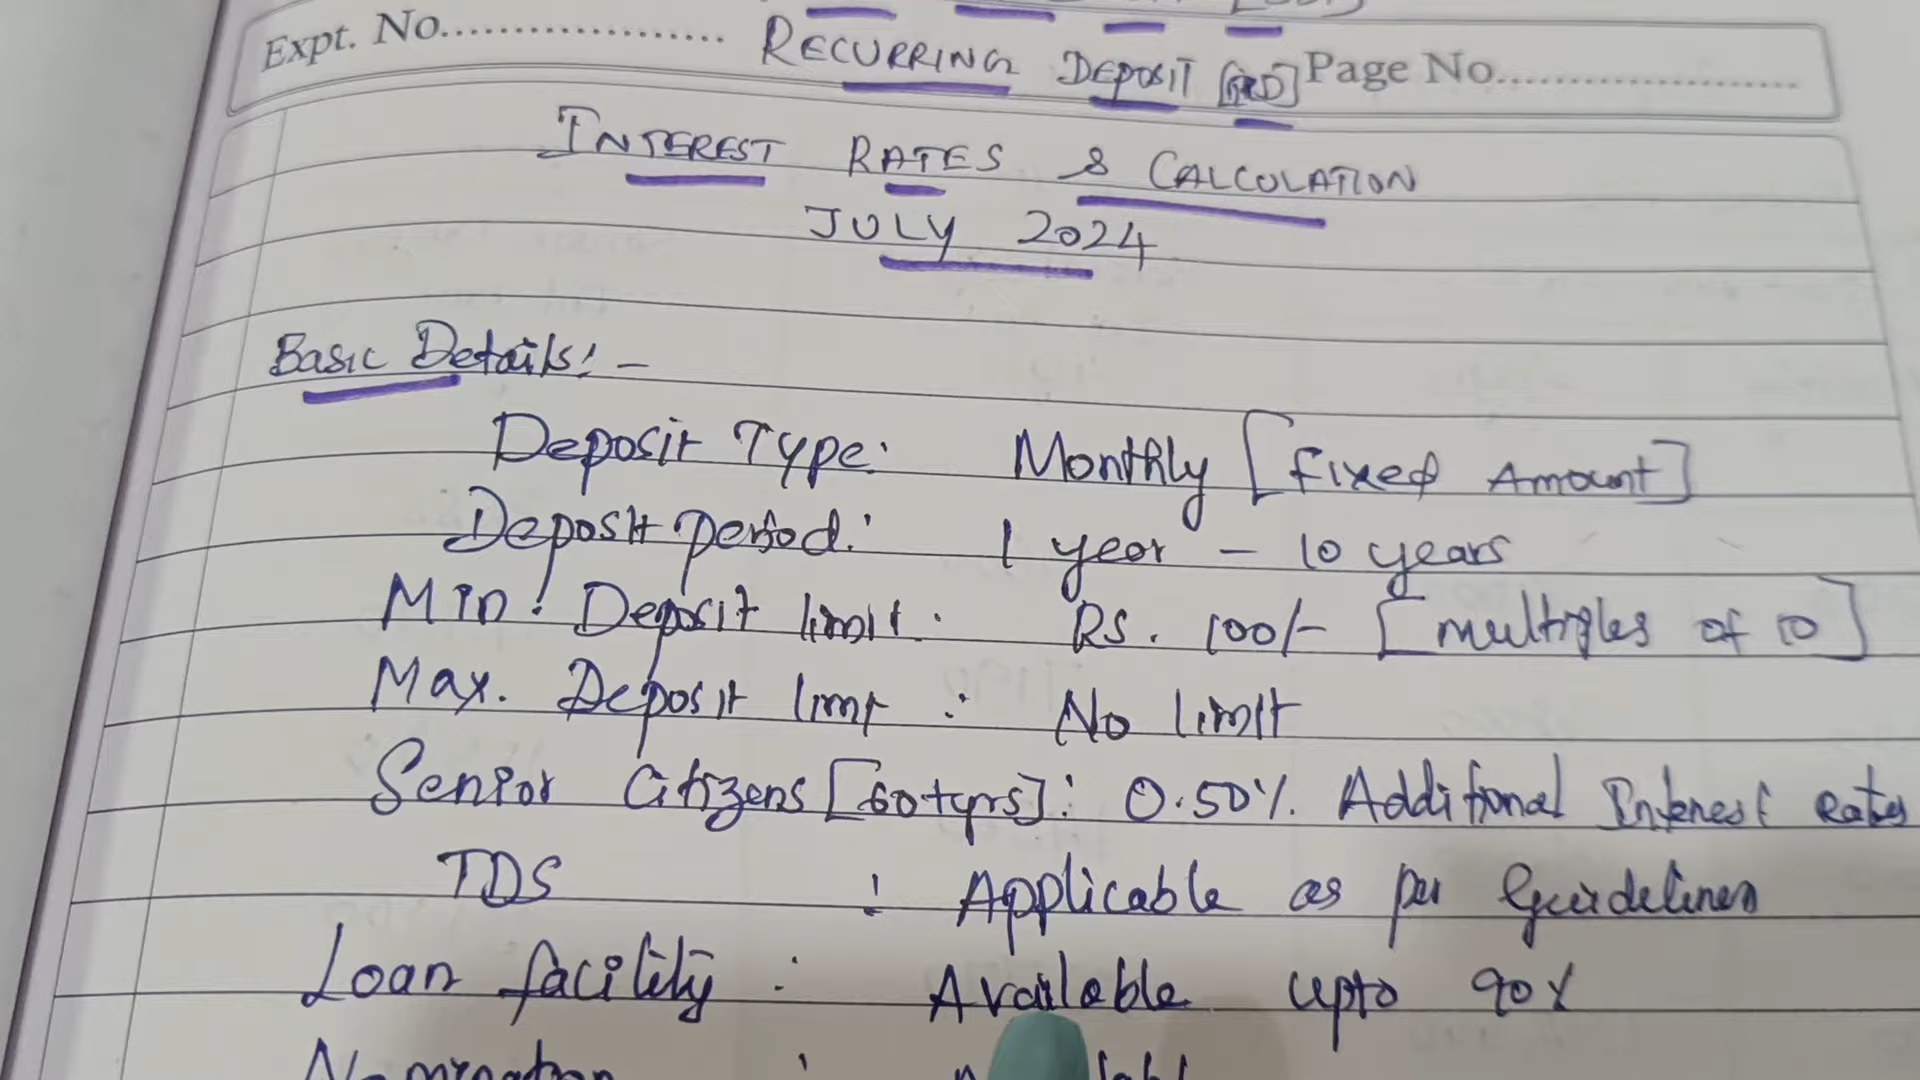 Expt. No.................... RECURRING DEPOSIT [RD] Page No.........................
INTEREST RATES & CALCULATION
JULY 2024
Basic Details:-
Deposit Type: Monthly [Fixed Amount]
Deposit period: 1 year - 10 years
Min: Deposit limit: RS. 100/- [multiples of 10]
Max. Deposit limit: No limit
Senior Citizens [60+yrs]: 0.50% Additional Interest Rates
TDS : Applicable as per Guidelines
Loan facility : Available upto 90%
Nomination :